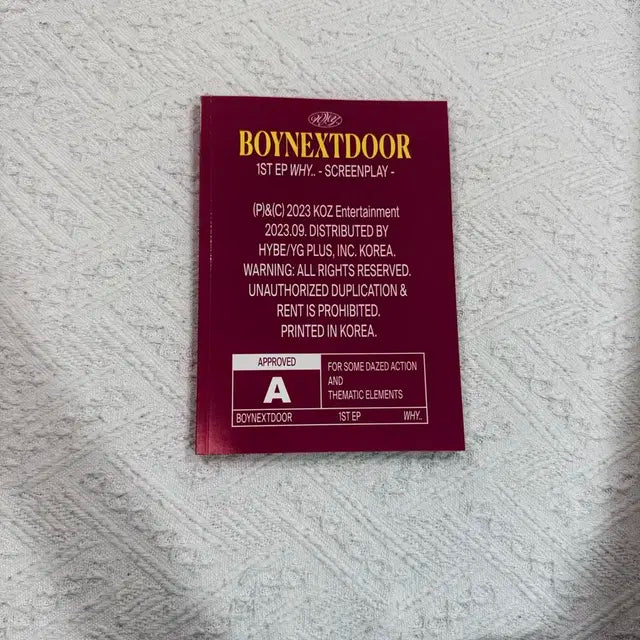 BOYNEXTDOOR
1ST EP WHY.. - SCREENPLAY -
(P)&(C) 2023 KOZ Entertainment
2023.09. DISTRIBUTED BY
HYBE/YG PLUS, INC. KOREA.
WARNING: ALL RIGHTS RESERVED.
UNAUTHORIZED DUPLICATION &
RENT IS PROHIBITED.
PRINTED IN KOREA.
APPROVED
A
FOR SOME DAZED ACTION
AND
THEMATIC ELEMENTS
BOYNEXTDOOR 1ST EP WHY..